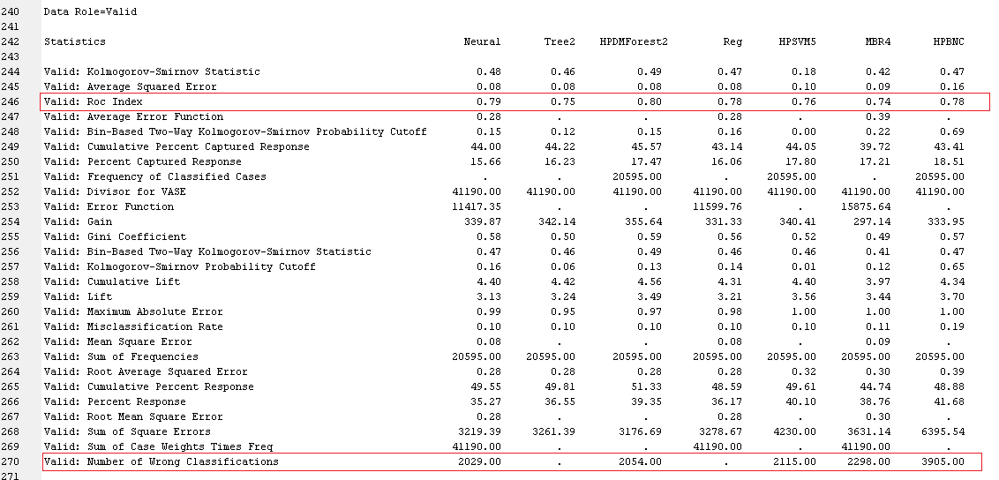 240 Data Role=Valid
241
242 Statistics Neural Tree2 HPDMForest2 Reg HPSVM5 MBR4 HPBNC
243
244 Valid: Kolmogorov-Smirnov Statistic 0.48 0.46 0.49 0.47 0.18 0.42 0.47
245 Valid: Average Squared Error 0.08 0.08 0.08 0.08 0.10 0.09 0.16
246 Valid: Roc Index 0.79 0.75 0.80 0.78 0.76 0.74 0.78
247 Valid: Average Error Function 0.28 . . 0.28 . 0.39 .
248 Valid: Bin-Based Two-Way Kolmogorov-Smirnov Probability Cutoff 0.15 0.12 0.15 0.16 0.00 0.22 0.69
249 Valid: Cumulative Percent Captured Response 44.00 44.22 45.57 43.14 44.05 39.72 43.41
250 Valid: Percent Captured Response 15.66 16.23 17.47 16.06 17.80 17.21 18.51
251 Valid: Frequency of Classified Cases . . 20595.00 . 20595.00 . 20595.00
252 Valid: Divisor for VASE 41190.00 41190.00 41190.00 41190.00 41190.00 41190.00 41190.00
253 Valid: Error Function 11417.35 . . 11599.76 . 15875.64 .
254 Valid: Gain 339.87 342.14 355.64 331.33 340.41 297.14 333.95
255 Valid: Gini Coefficient 0.58 0.50 0.59 0.56 0.52 0.49 0.57
256 Valid: Bin-Based Two-Way Kolmogorov-Smirnov Statistic 0.47 0.46 0.49 0.46 0.46 0.41 0.47
257 Valid: Kolmogorov-Smirnov Probability Cutoff 0.16 0.06 0.13 0.14 0.01 0.12 0.65
258 Valid: Cumulative Lift 4.40 4.42 4.56 4.31 4.40 3.97 4.34
259 Valid: Lift 3.13 3.24 3.49 3.21 3.56 3.44 3.70
260 Valid: Maximum Absolute Error 0.99 0.95 0.97 0.98 1.00 1.00 1.00
261 Valid: Misclassification Rate 0.10 0.10 0.10 0.10 0.10 0.11 0.19
262 Valid: Mean Square Error 0.08 . . 0.08 . 0.09 .
263 Valid: Sum of Frequencies 20595.00 20595.00 20595.00 20595.00 20595.00 20595.00 20595.00
264 Valid: Root Average Squared Error 0.28 0.28 0.28 0.28 0.32 0.30 0.39
265 Valid: Cumulative Percent Response 49.55 49.81 51.33 48.59 49.61 44.74 48.88
266 Valid: Percent Response 35.27 36.55 39.35 36.17 40.10 38.76 41.68
267 Valid: Root Mean Square Error 0.28 . . 0.28 . 0.30 .
268 Valid: Sum of Square Errors 3219.39 3261.39 3176.69 3278.67 4230.00 3631.14 6395.54
269 Valid: Sum of Case Weights Times Freq 41190.00 . . 41190.00 . 41190.00 .
270 Valid: Number of Wrong Classifications 2029.00 . 2054.00 . 2115.00 2298.00 3905.00
271